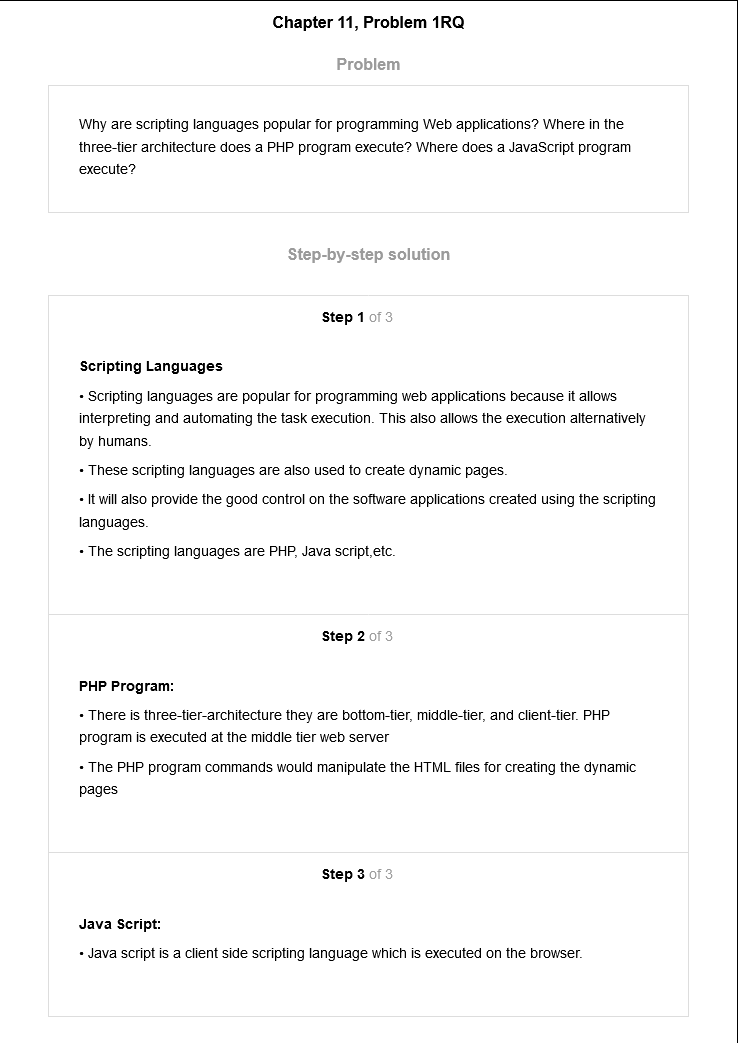 Chapter 11, Problem 1RQ
Problem
Why are scripting languages popular for programming Web applications? Where in the
three-tier architecture does a PHP program execute? Where does a JavaScript program
execute?
Step-by-step solution
Step 1 of 3
Scripting Languages
• Scripting languages are popular for programming web applications because it allows
interpreting and automating the task execution. This also allows the execution alternatively
by humans.
• These scripting languages are also used to create dynamic pages.
• It will also provide the good control on the software applications created using the scripting
languages.
• The scripting languages are PHP, Java script,etc.
Step 2 of 3
PHP Program:
• There is three-tier-architecture they are bottom-tier, middle-tier, and client-tier. PHP
program is executed at the middle tier web server
• The PHP program commands would manipulate the HTML files for creating the dynamic
pages
Step 3 of 3
Java Script:
• Java script is a client side scripting language which is executed on the browser.